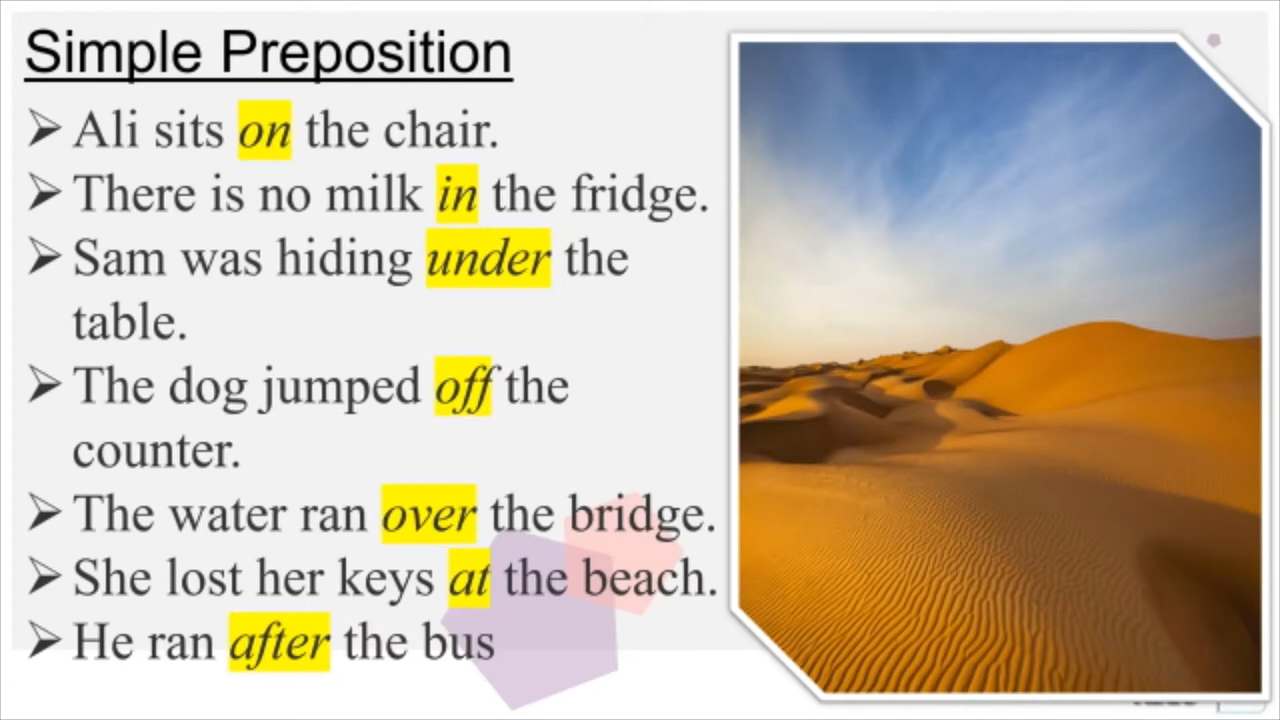 Simple Preposition
➢ Ali sits on the chair.
➢ There is no milk in the fridge.
➢ Sam was hiding under the
table.
➢ The dog jumped off the
counter.
➢ The water ran over the bridge.
➢ She lost her keys at the beach.
➢ He ran after the bus